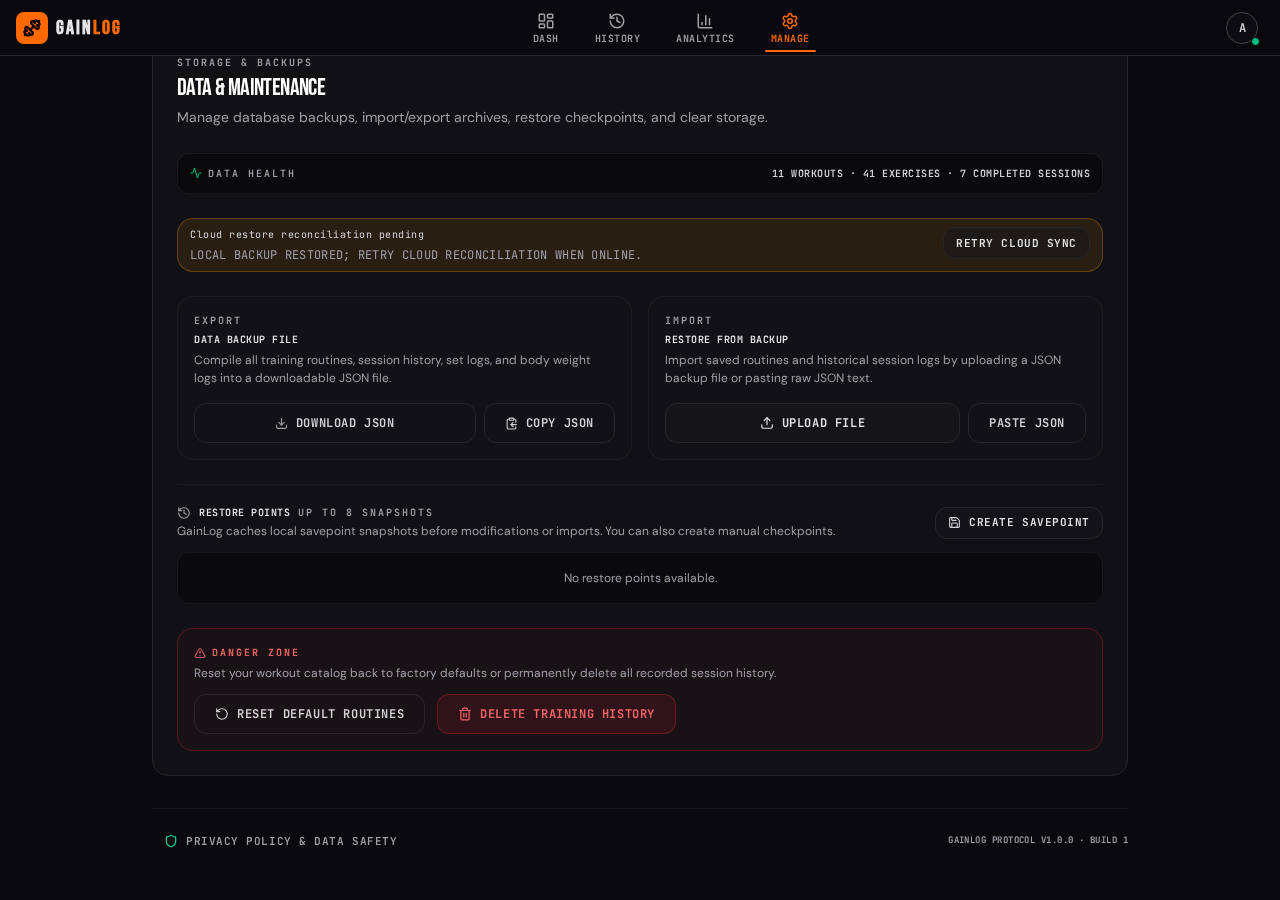 GAINLOG
DASH
HISTORY
ANALYTICS
MANAGE
A
STORAGE & BACKUPS
DATA & MAINTENANCE
Manage database backups, import/export archives, restore checkpoints, and clear storage.
DATA HEALTH
11 WORKOUTS · 41 EXERCISES · 7 COMPLETED SESSIONS
Cloud restore reconciliation pending
LOCAL BACKUP RESTORED; RETRY CLOUD RECONCILIATION WHEN ONLINE.
RETRY CLOUD SYNC
EXPORT
DATA BACKUP FILE
Compile all training routines, session history, set logs, and body weight
logs into a downloadable JSON file.
DOWNLOAD JSON
COPY JSON
IMPORT
RESTORE FROM BACKUP
Import saved routines and historical session logs by uploading a JSON
backup file or pasting raw JSON text.
UPLOAD FILE
PASTE JSON
RESTORE POINTS UP TO 8 SNAPSHOTS
GainLog caches local savepoint snapshots before modifications or imports. You can also create manual checkpoints.
CREATE SAVEPOINT
No restore points available.
DANGER ZONE
Reset your workout catalog back to factory defaults or permanently delete all recorded session history.
RESET DEFAULT ROUTINES
DELETE TRAINING HISTORY
PRIVACY POLICY & DATA SAFETY
GAINLOG PROTOCOL V1.0.0 · BUILD 1